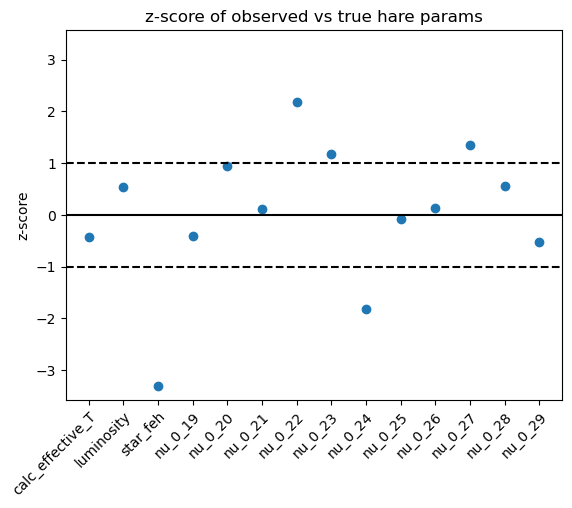 z-score of observed vs true hare params
z-score
3
2
1
0
−1
−2
−3
calc_effective_T
luminosity
star_feh
nu_0_19
nu_0_20
nu_0_21
nu_0_22
nu_0_23
nu_0_24
nu_0_25
nu_0_26
nu_0_27
nu_0_28
nu_0_29